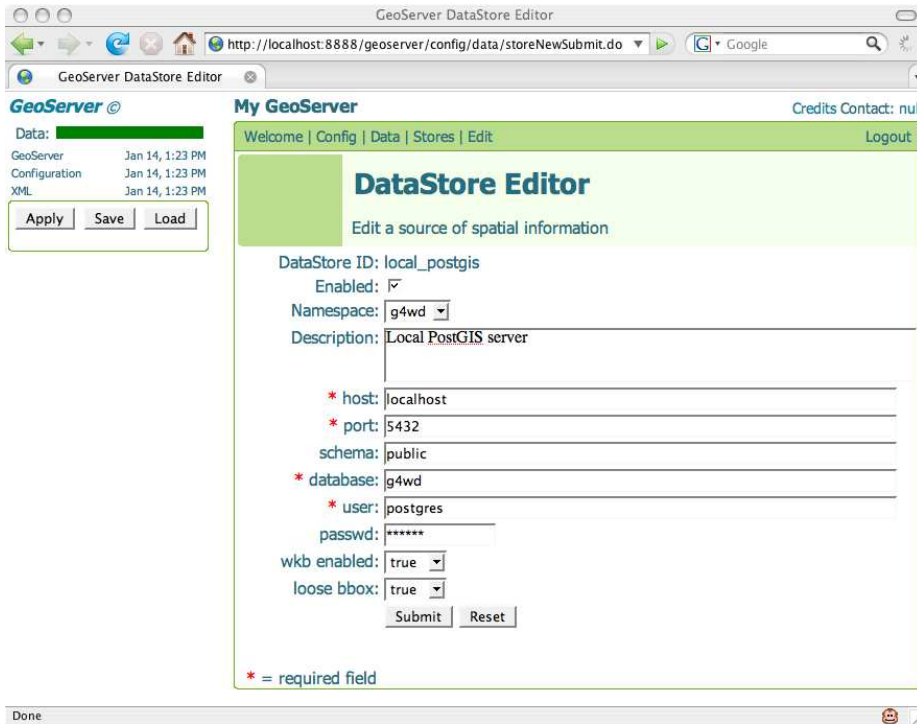 GeoServer DataStore Editor
http://localhost:8888/geoserver/config/data/storeNewSubmit.do
G Google
GeoServer DataStore Editor
GeoServer ©
My GeoServer
Credits Contact: nul
Data:
Welcome | Config | Data | Stores | Edit
Logout
GeoServer Jan 14, 1:23 PM
Configuration Jan 14, 1:23 PM
XML Jan 14, 1:23 PM
Apply Save Load
DataStore Editor
Edit a source of spatial information
DataStore ID: local_postgis
Enabled:
Namespace: g4wd
Description: Local PostGIS server
* host: localhost
* port: 5432
schema: public
* database: g4wd
* user: postgres
passwd: ******
wkb enabled: true
loose bbox: true
Submit Reset
* = required field
Done